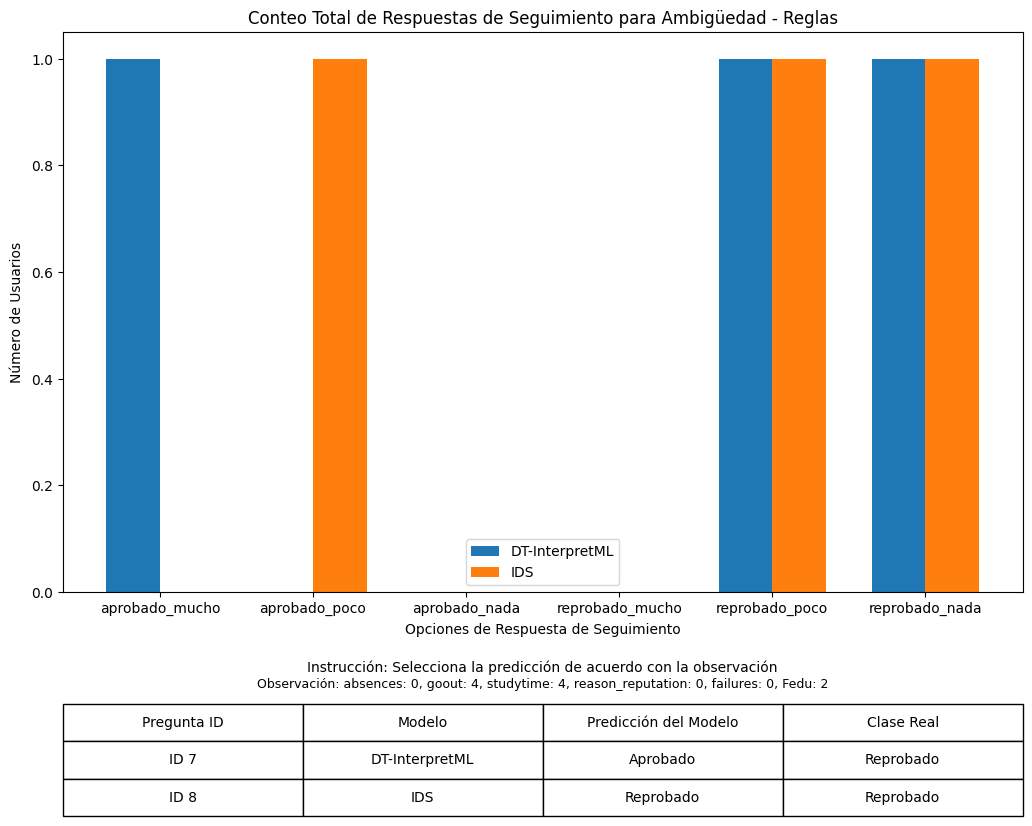 Conteo Total de Respuestas de Seguimiento para Ambigüedad - Reglas
Número de Usuarios
1.0
0.8
0.6
0.4
0.2
0.0
DT-InterpretML
IDS
aprobado_mucho aprobado_poco aprobado_nada reprobado_mucho reprobado_poco reprobado_nada
Opciones de Respuesta de Seguimiento
Instrucción: Selecciona la predicción de acuerdo con la observación
Observación: absences: 0, goout: 4, studytime: 4, reason_reputation: 0, failures: 0, Fedu: 2
Pregunta ID Modelo Predicción del Modelo Clase Real
ID 7 DT-InterpretML Aprobado Reprobado
ID 8 IDS Reprobado Reprobado